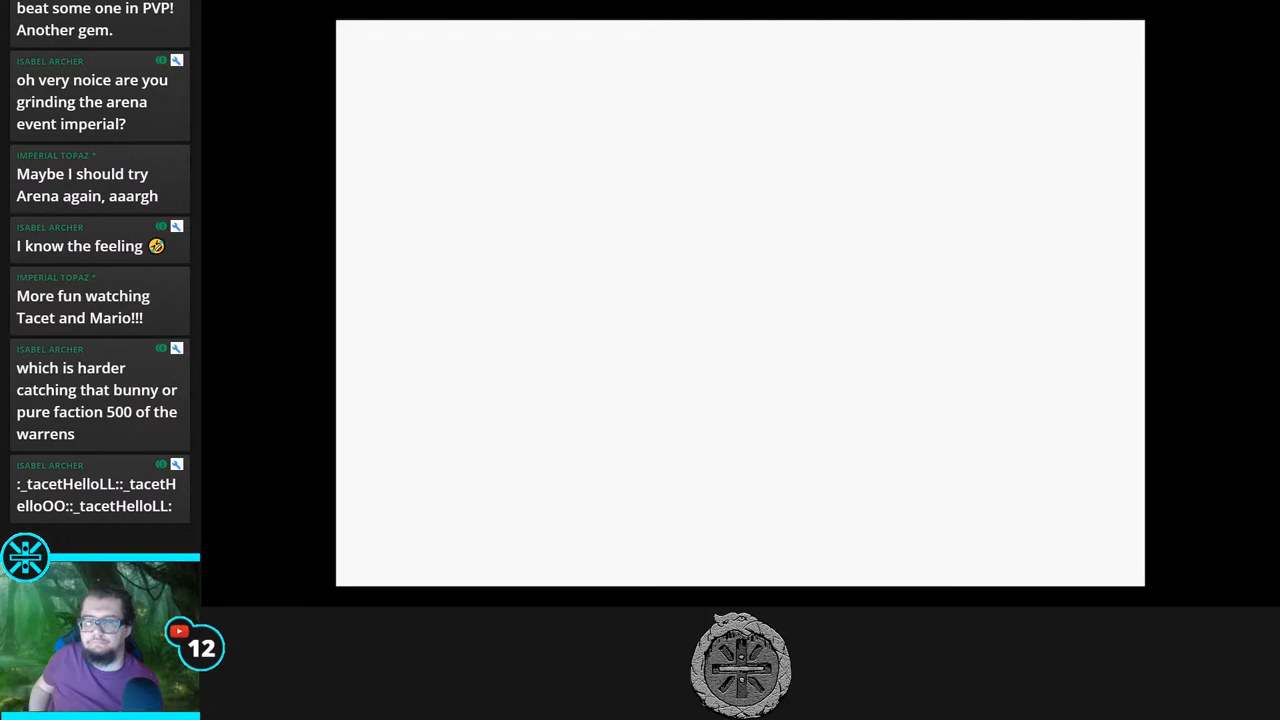 beat some one in PVP!
Another gem.
ISABEL ARCHER
oh very noice are you
grinding the arena
event imperial?
IMPERIAL TOPAZ *
Maybe I should try
Arena again, aaargh
ISABEL ARCHER
I know the feeling 🤣
IMPERIAL TOPAZ *
More fun watching
Tacet and Mario!!!
ISABEL ARCHER
which is harder
catching that bunny or
pure faction 500 of the
warrens
ISABEL ARCHER
:_tacetHelloLL::_tacetH
elloOO::_tacetHelloLL:
12